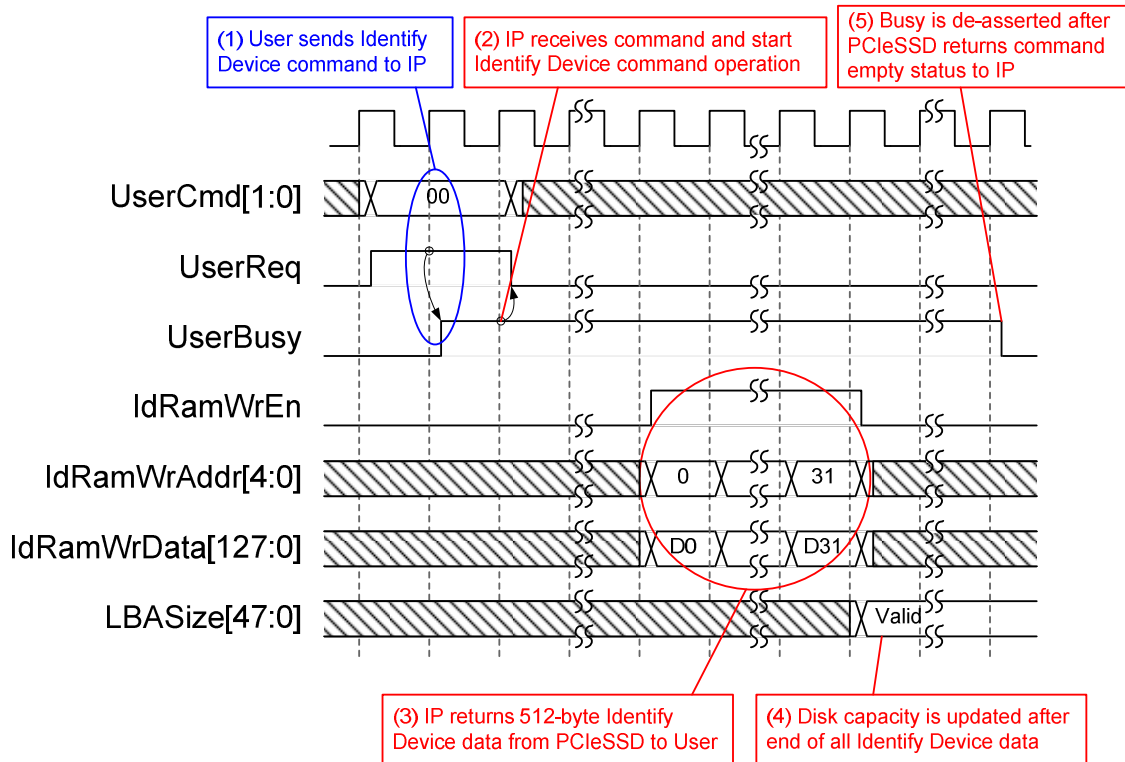 (1) User sends Identify
Device command to IP
(2) IP receives command and start
Identify Device command operation
(5) Busy is de-asserted after
PCIeSSD returns command
empty status to IP
UserCmd[1:0]
00
UserReq
UserBusy
IdRamWrEn
IdRamWrAddr[4:0]
0
31
IdRamWrData[127:0]
D0
D31
LBASize[47:0]
Valid
(3) IP returns 512-byte Identify
Device data from PCIeSSD to User
(4) Disk capacity is updated after
end of all Identify Device data